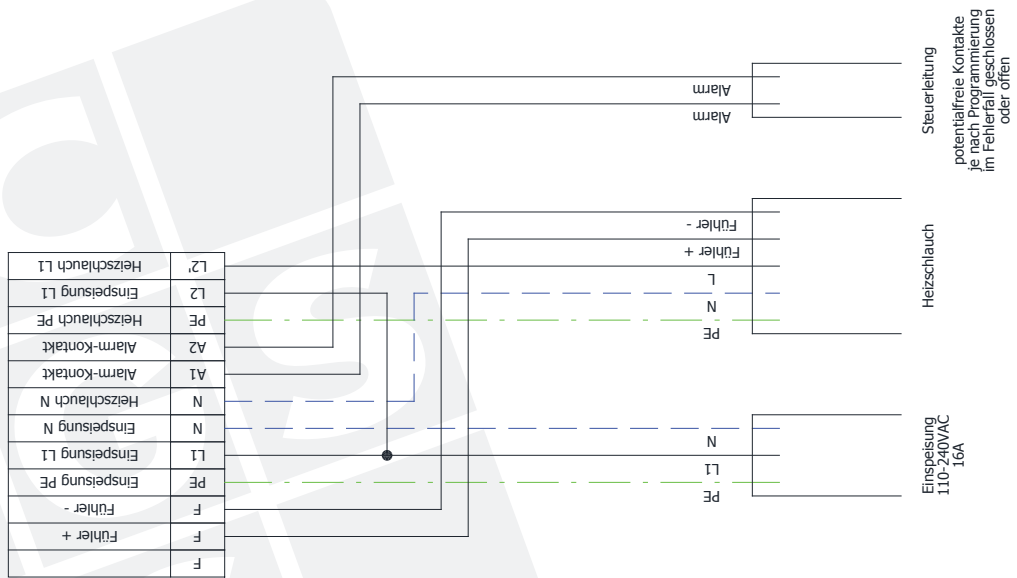 Heizschlauch L1 L2'
Einspeisung L1 L2
Heizschlauch PE PE
Alarm-Kontakt A2
Alarm-Kontakt A1
Heizschlauch N N
Einspeisung N N
Einspeisung L1 L1
Einspeisung PE PE
Fühler - F
Fühler + F
F
Alarm
Alarm
Fühler -
Fühler +
L
N
PE
N
L1
PE
Steuerleitung
potentialfreie Kontakte
je nach Programmierung
im Fehlerfall geschlossen
oder offen
Heizschlauch
Einspeisung
110-240VAC
16A